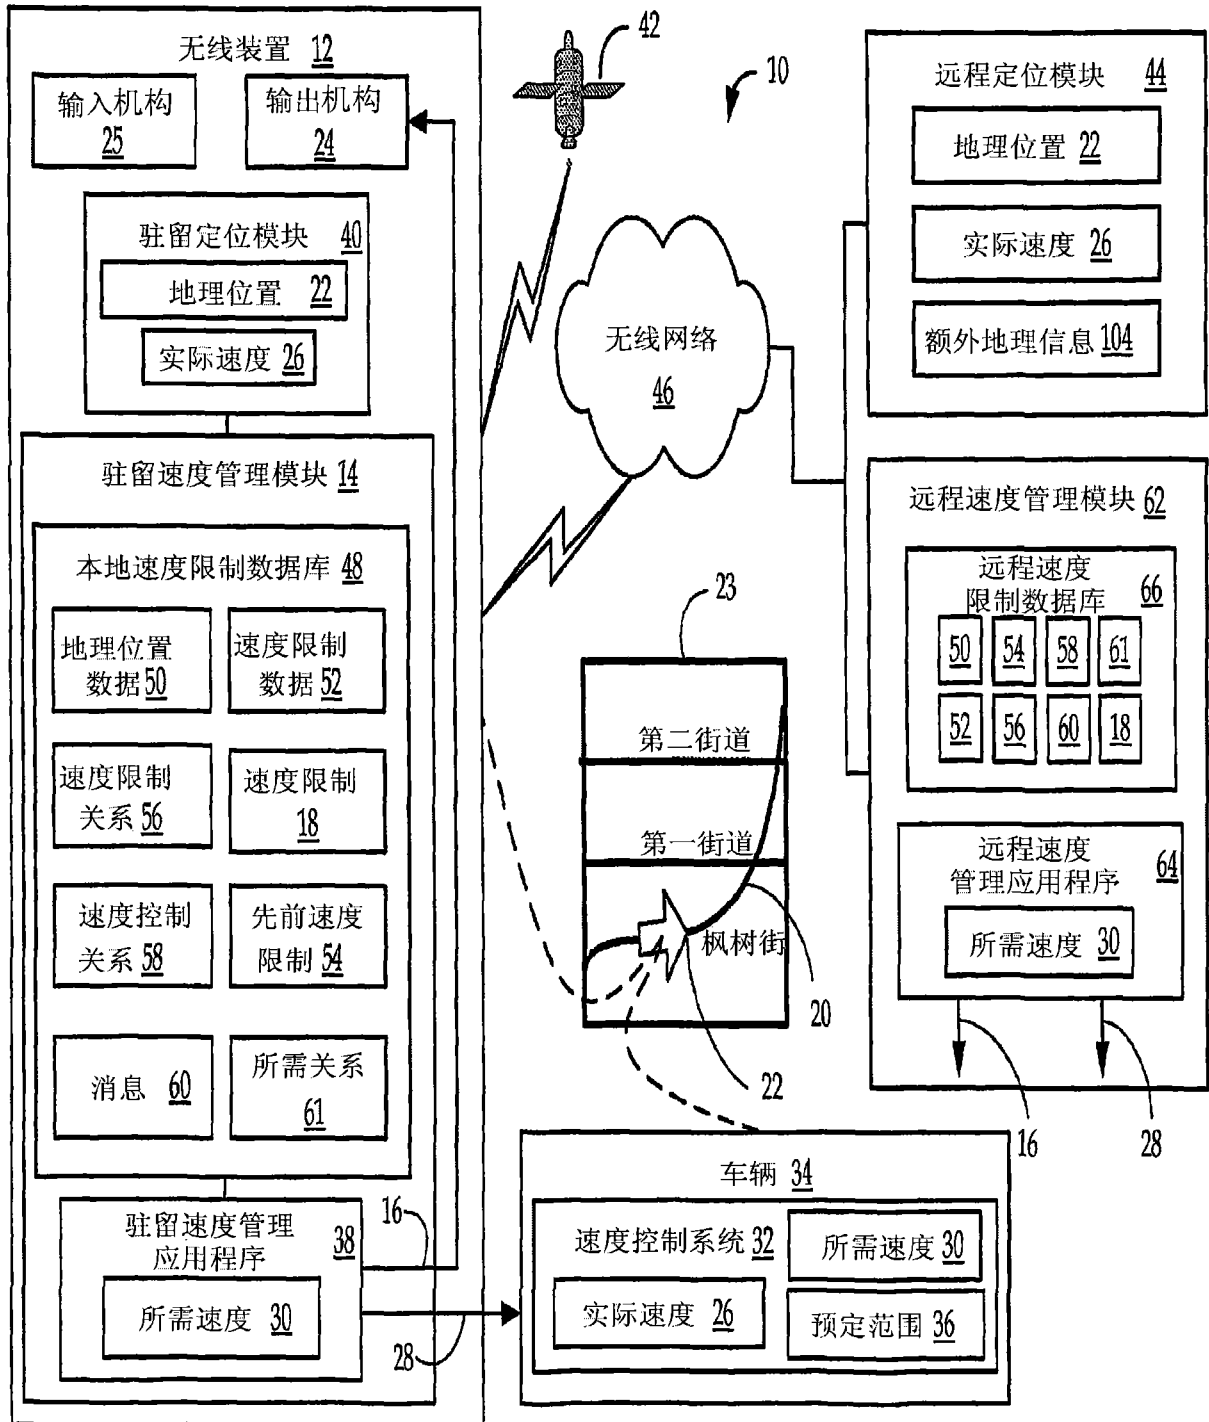 无线装置 12
输入机构
25
输出机构
24
驻留定位模块 40
地理位置 22
实际速度 26
驻留速度管理模块 14
本地速度限制数据库 48
地理位置
数据 50
速度限制
数据 52
速度限制
关系 56
速度限制
18
速度控制
关系 58
先前速度
限制 54
消息 60
所需关系
61
驻留速度管理
应用程序 38
所需速度 30
16
28
42
10
无线网络
46
23
第二街道
第一街道
枫树街
20
22
车辆 34
速度控制系统 32
所需速度 30
实际速度 26
预定范围 36
远程定位模块 44
地理位置 22
实际速度 26
额外地理信息 104
远程速度管理模块 62
远程速度
限制数据库 66
50 54 58 61
52 56 60 18
远程速度
管理应用程序 64
所需速度 30
16
28